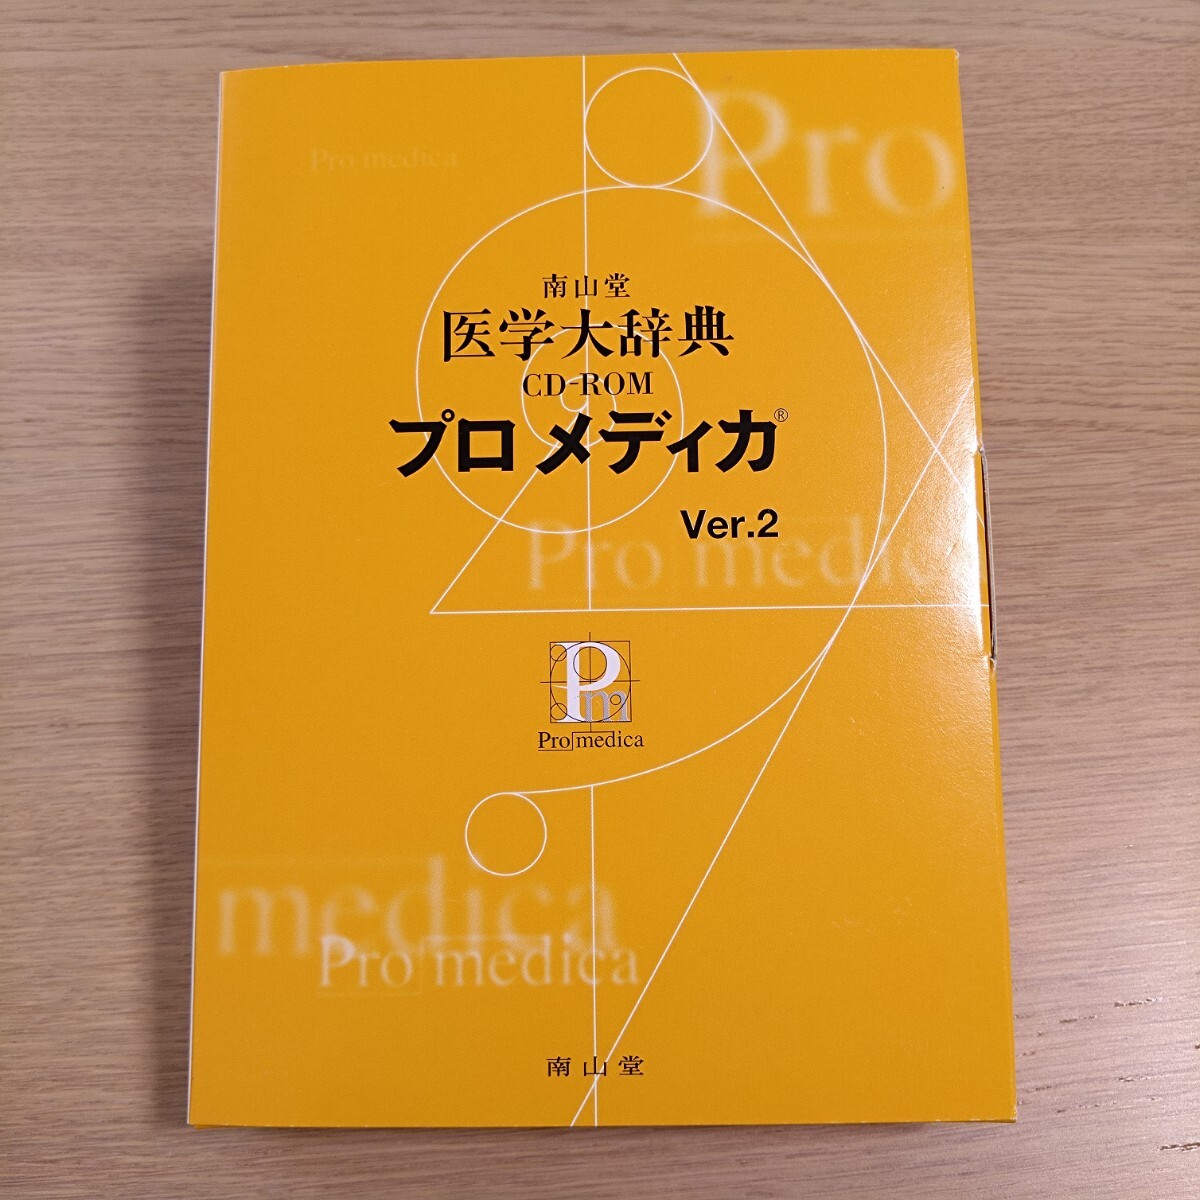 Pro
Pro medica
南山堂
医学大辞典
CD-ROM
プロ メディカ®
Ver.2
Pro medica
Pm
Pro medica
medica
Pro medica
南山堂